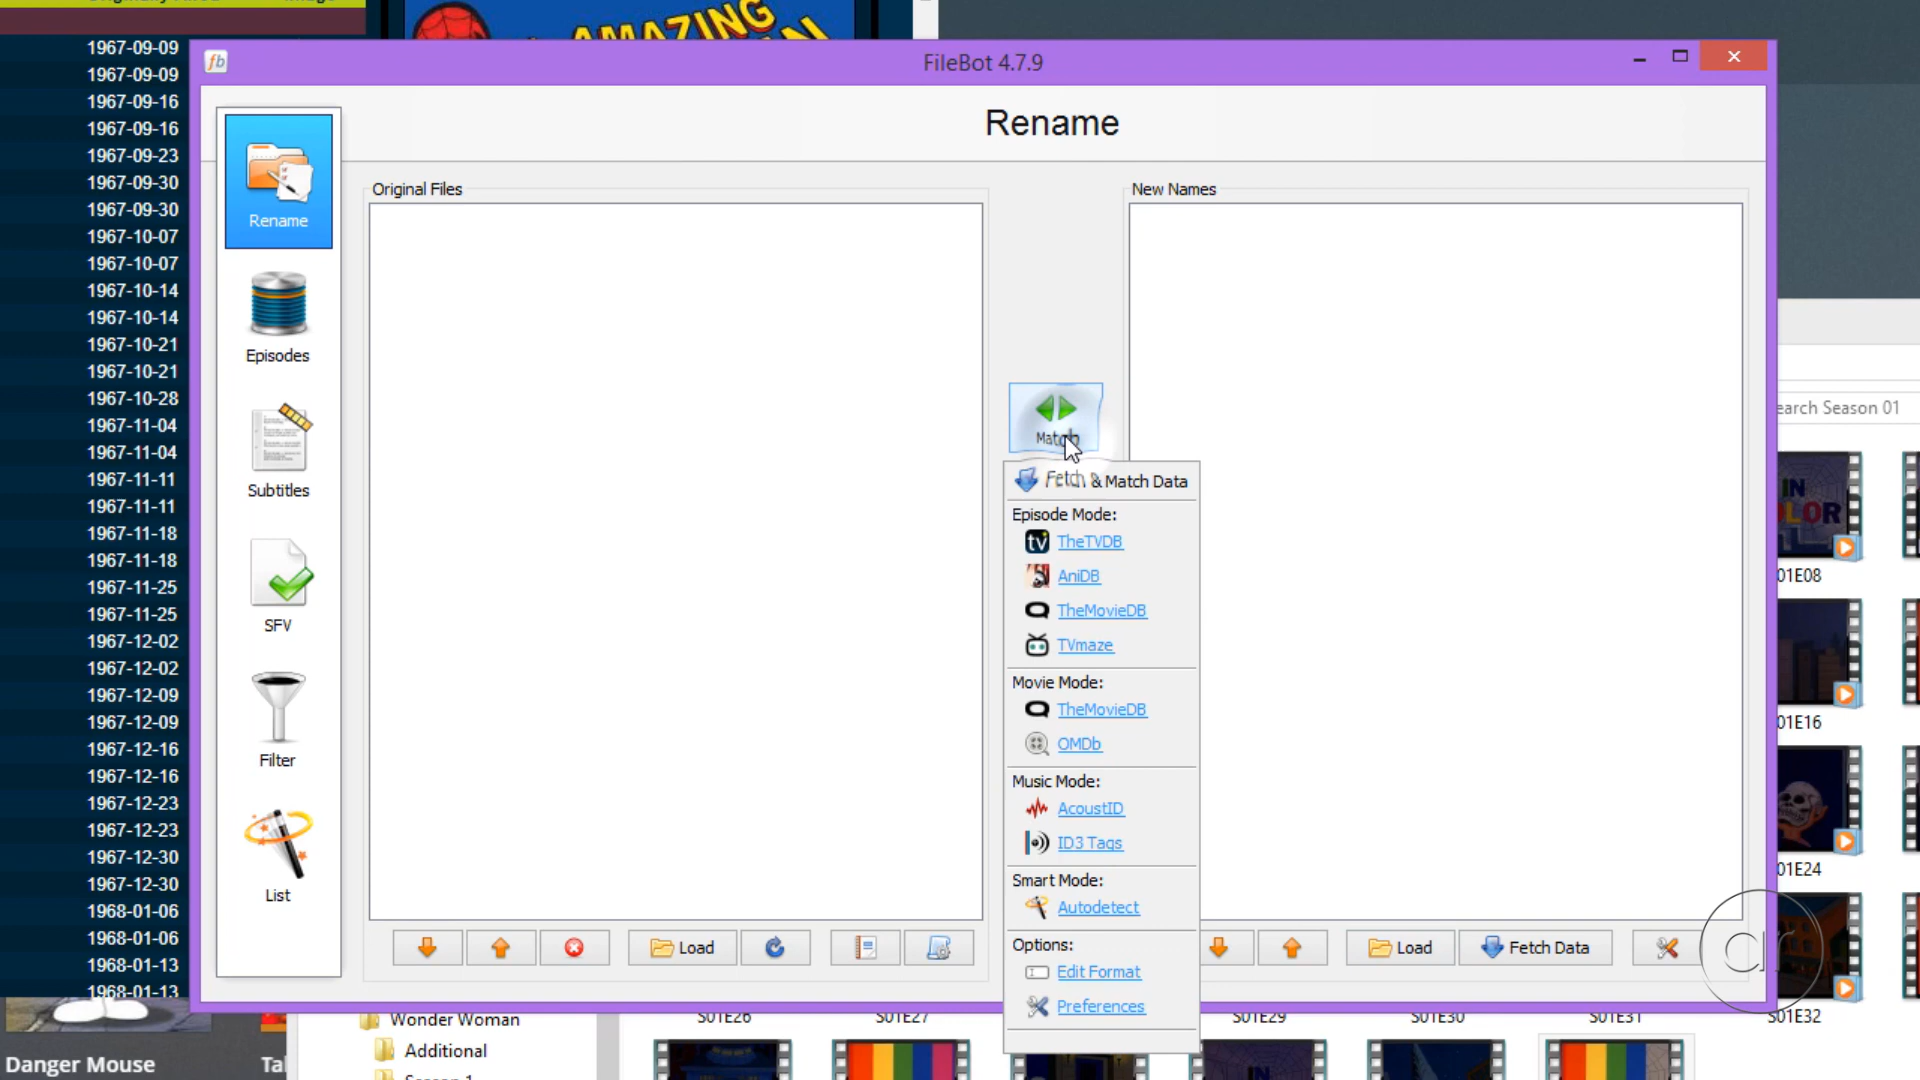 AMAZING
1967-09-09
1967-09-09
1967-09-16
1967-09-16
1967-09-23
1967-09-30
1967-09-30
1967-10-07
1967-10-07
1967-10-14
1967-10-14
1967-10-21
1967-10-21
1967-10-28
1967-11-04
1967-11-04
1967-11-11
1967-11-11
1967-11-18
1967-11-18
1967-11-25
1967-11-25
1967-12-02
1967-12-02
1967-12-09
1967-12-09
1967-12-16
1967-12-16
1967-12-23
1967-12-23
1967-12-30
1967-12-30
1968-01-06
1968-01-06
1968-01-13
1968-01-13
Danger Mouse
fb
FileBot 4.7.9
Rename
Rename
Episodes
Subtitles
SFV
Filter
List
Original Files
New Names
Match
Fetch & Match Data
Episode Mode:
TheTVDB
AniDB
TheMovieDB
TVmaze
Movie Mode:
TheMovieDB
OMDb
Music Mode:
AcoustID
ID3 Tags
Smart Mode:
Autodetect
Options:
Edit Format
Preferences
Load
Load
Fetch Data
earch Season 01
IN
01E08
01E16
01E24
Wonder Woman
Additional
S01E26
S01E27
S01E29
S01E30
S01E31
S01E32